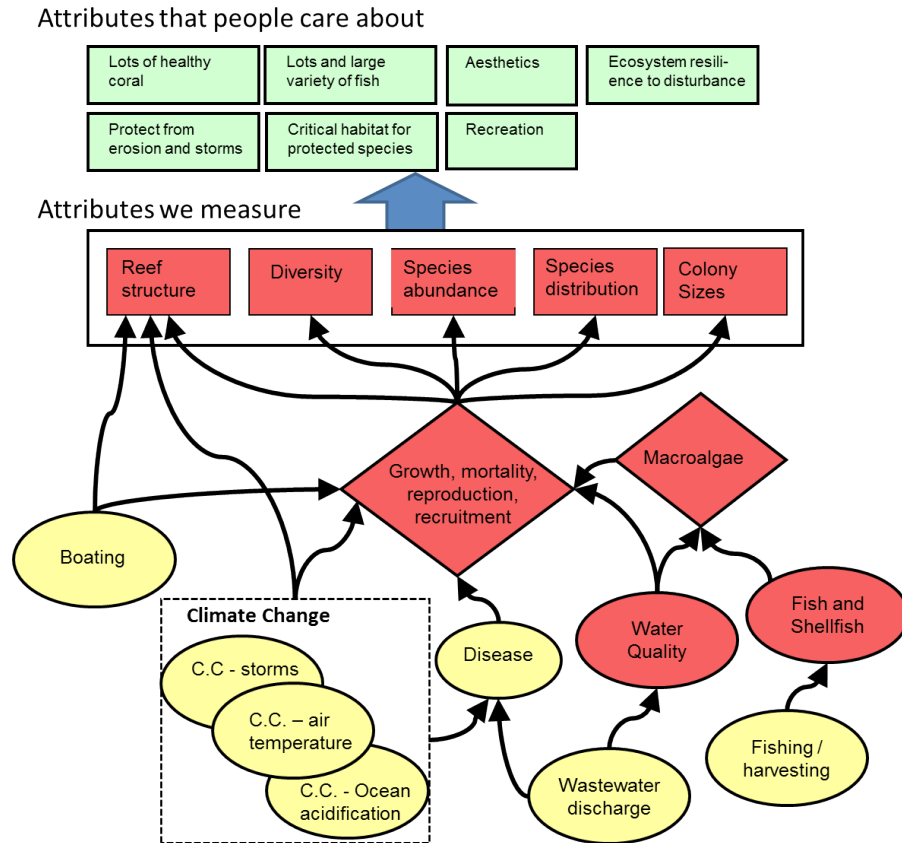 Attributes that people care about
Lots of healthy
coral
Lots and large
variety of fish
Aesthetics
Ecosystem resili-
ence to disturbance
Protect from
erosion and storms
Critical habitat for
protected species
Recreation
Attributes we measure
Reef
structure
Diversity
Species
abundance
Species
distribution
Colony
Sizes
Growth, mortality,
reproduction,
recruitment
Macroalgae
Boating
Climate Change
C.C - storms
C.C. – air
temperature
C.C. - Ocean
acidification
Disease
Water
Quality
Fish and
Shellfish
Wastewater
discharge
Fishing /
harvesting